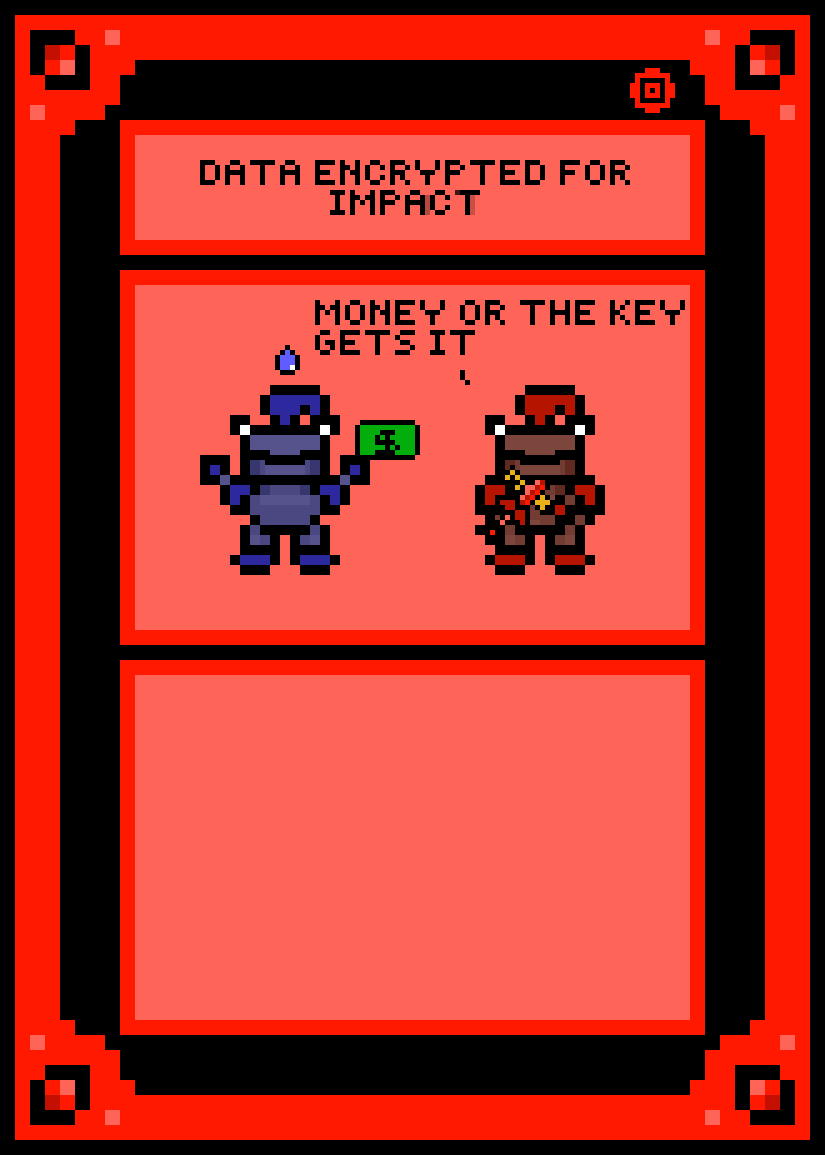 DATA ENCRYPTED FOR
IMPACT
MONEY OR THE KEY
GETS IT
$